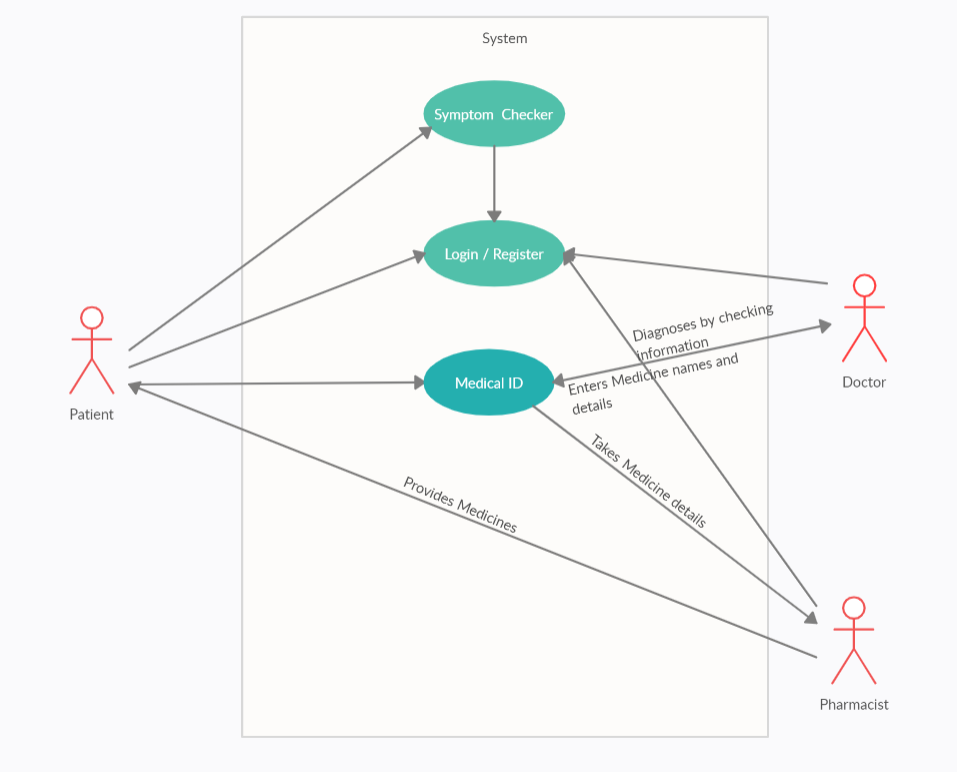 System
Symptom Checker
Login / Register
Diagnoses by checking
information
Enters Medicine names and
details
Medical ID
Doctor
Patient
Takes Medicine details
Provides Medicines
Pharmacist